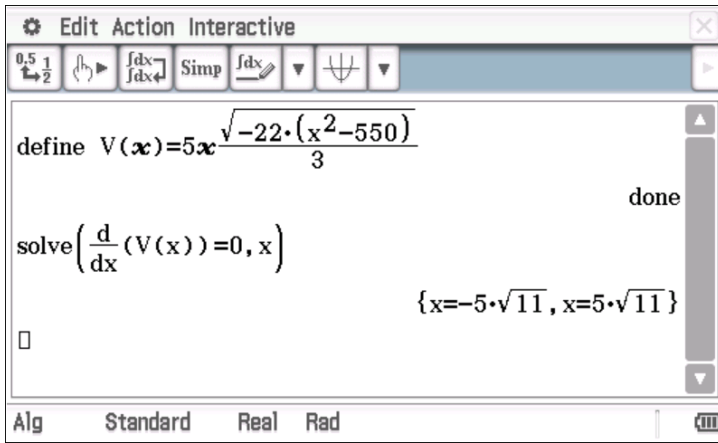 Edit Action Interactive
0.5 1 2 ∫dx ∫dx Simp ∫dx
define V(x)=5x √(-22·(x²-550)) / 3
done
solve(d/dx(V(x))=0,x)
{x=-5·√11,x=5·√11}
Alg Standard Real Rad